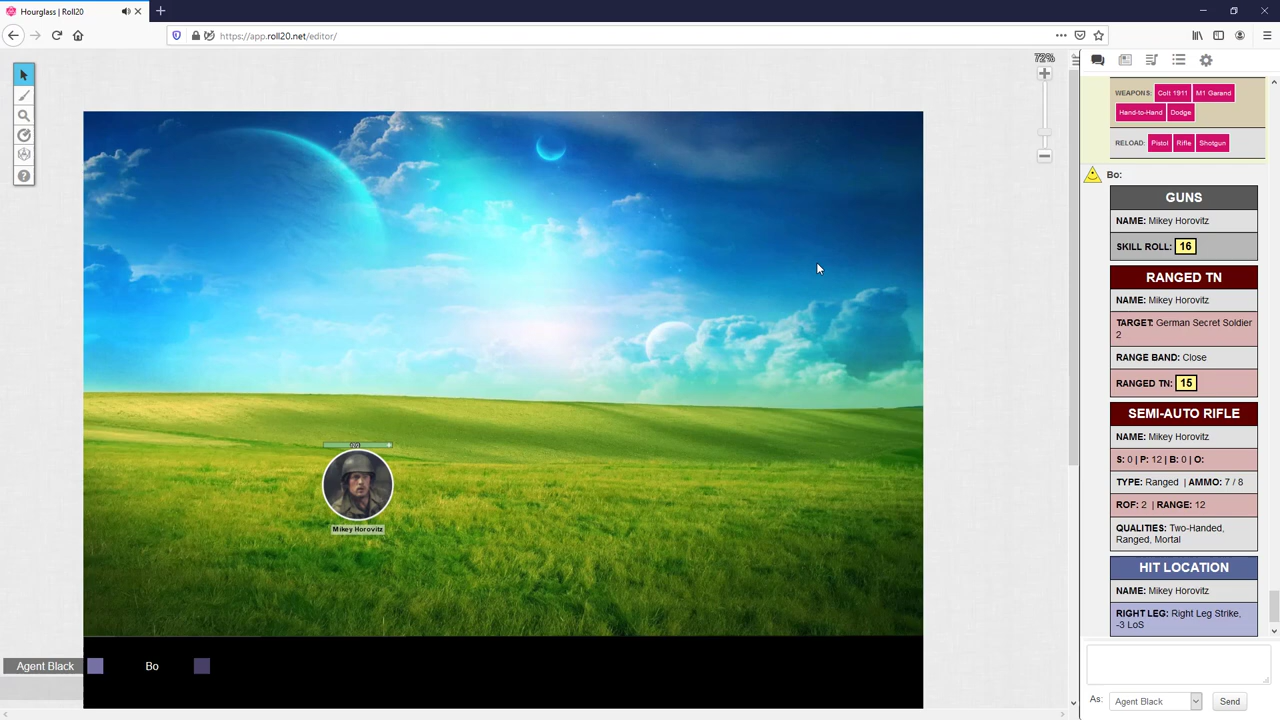 Hourglass | Roll20
https://app.roll20.net/editor/
72%
WEAPONS: Colt 1911 M1 Garand
Hand-to-Hand Dodge
RELOAD: Pistol Rifle Shotgun
Bo:
GUNS
NAME: Mikey Horovitz
SKILL ROLL: 16
RANGED TN
NAME: Mikey Horovitz
TARGET: German Secret Soldier
2
RANGE BAND: Close
RANGED TN: 15
SEMI-AUTO RIFLE
NAME: Mikey Horovitz
S: 0 | P: 12 | B: 0 | O:
TYPE: Ranged | AMMO: 7 / 8
ROF: 2 | RANGE: 12
QUALITIES: Two-Handed,
Ranged, Mortal
HIT LOCATION
NAME: Mikey Horovitz
RIGHT LEG: Right Leg Strike,
-3 LoS
Mikey Horovitz
Agent Black
Bo
As: Agent Black Send